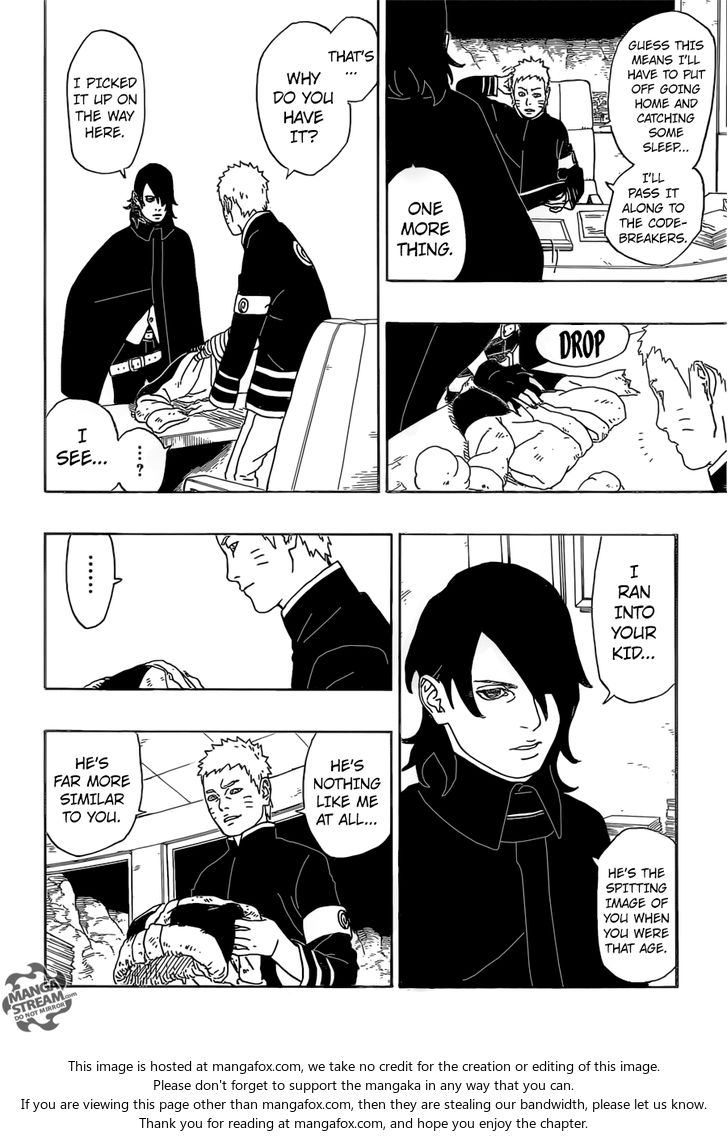 GUESS THIS
MEANS I'LL
HAVE TO PUT
OFF GOING
HOME AND
CATCHING
SOME
SLEEP...
I'LL
PASS IT
ALONG TO
THE CODE-
BREAKERS.
ONE
MORE
THING.
DROP
THAT'S
...
WHY
DO YOU
HAVE
IT?
I PICKED
IT UP ON
THE WAY
HERE.
...?
I
SEE...
I
RAN
INTO
YOUR
KID...
HE'S THE
SPITTING
IMAGE OF
YOU WHEN
YOU WERE
THAT AGE.
......
HE'S
NOTHING
LIKE ME
AT ALL...
HE'S
FAR MORE
SIMILAR
TO YOU.
MANGA
STREAM.com
DO NOT MIRROR
This image is hosted at mangafox.com, we take no credit for the creation or editing of this image.
Please don't forget to support the mangaka in any way that you can.
If you are viewing this page other than mangafox.com, then they are stealing our bandwidth, please let us know.
Thank you for reading at mangafox.com, and hope you enjoy the chapter.